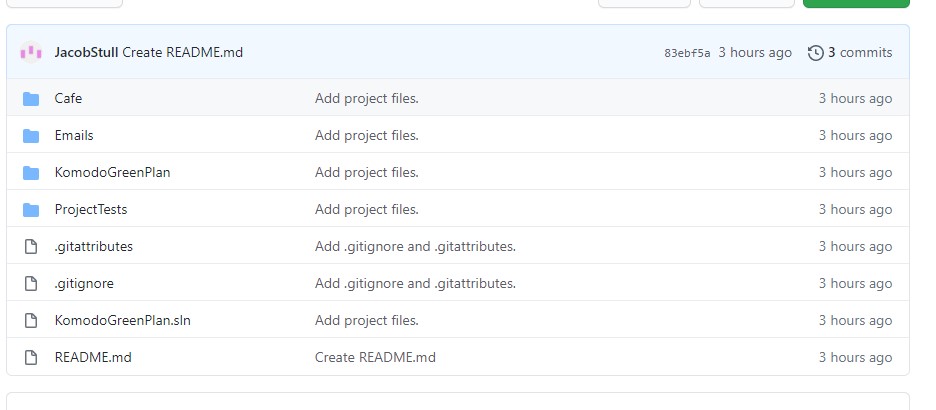 JacobStull Create README.md 83ebf5a 3 hours ago 3 commits
Cafe Add project files. 3 hours ago
Emails Add project files. 3 hours ago
KomodoGreenPlan Add project files. 3 hours ago
ProjectTests Add project files. 3 hours ago
.gitattributes Add .gitignore and .gitattributes. 3 hours ago
.gitignore Add .gitignore and .gitattributes. 3 hours ago
KomodoGreenPlan.sln Add project files. 3 hours ago
README.md Create README.md 3 hours ago